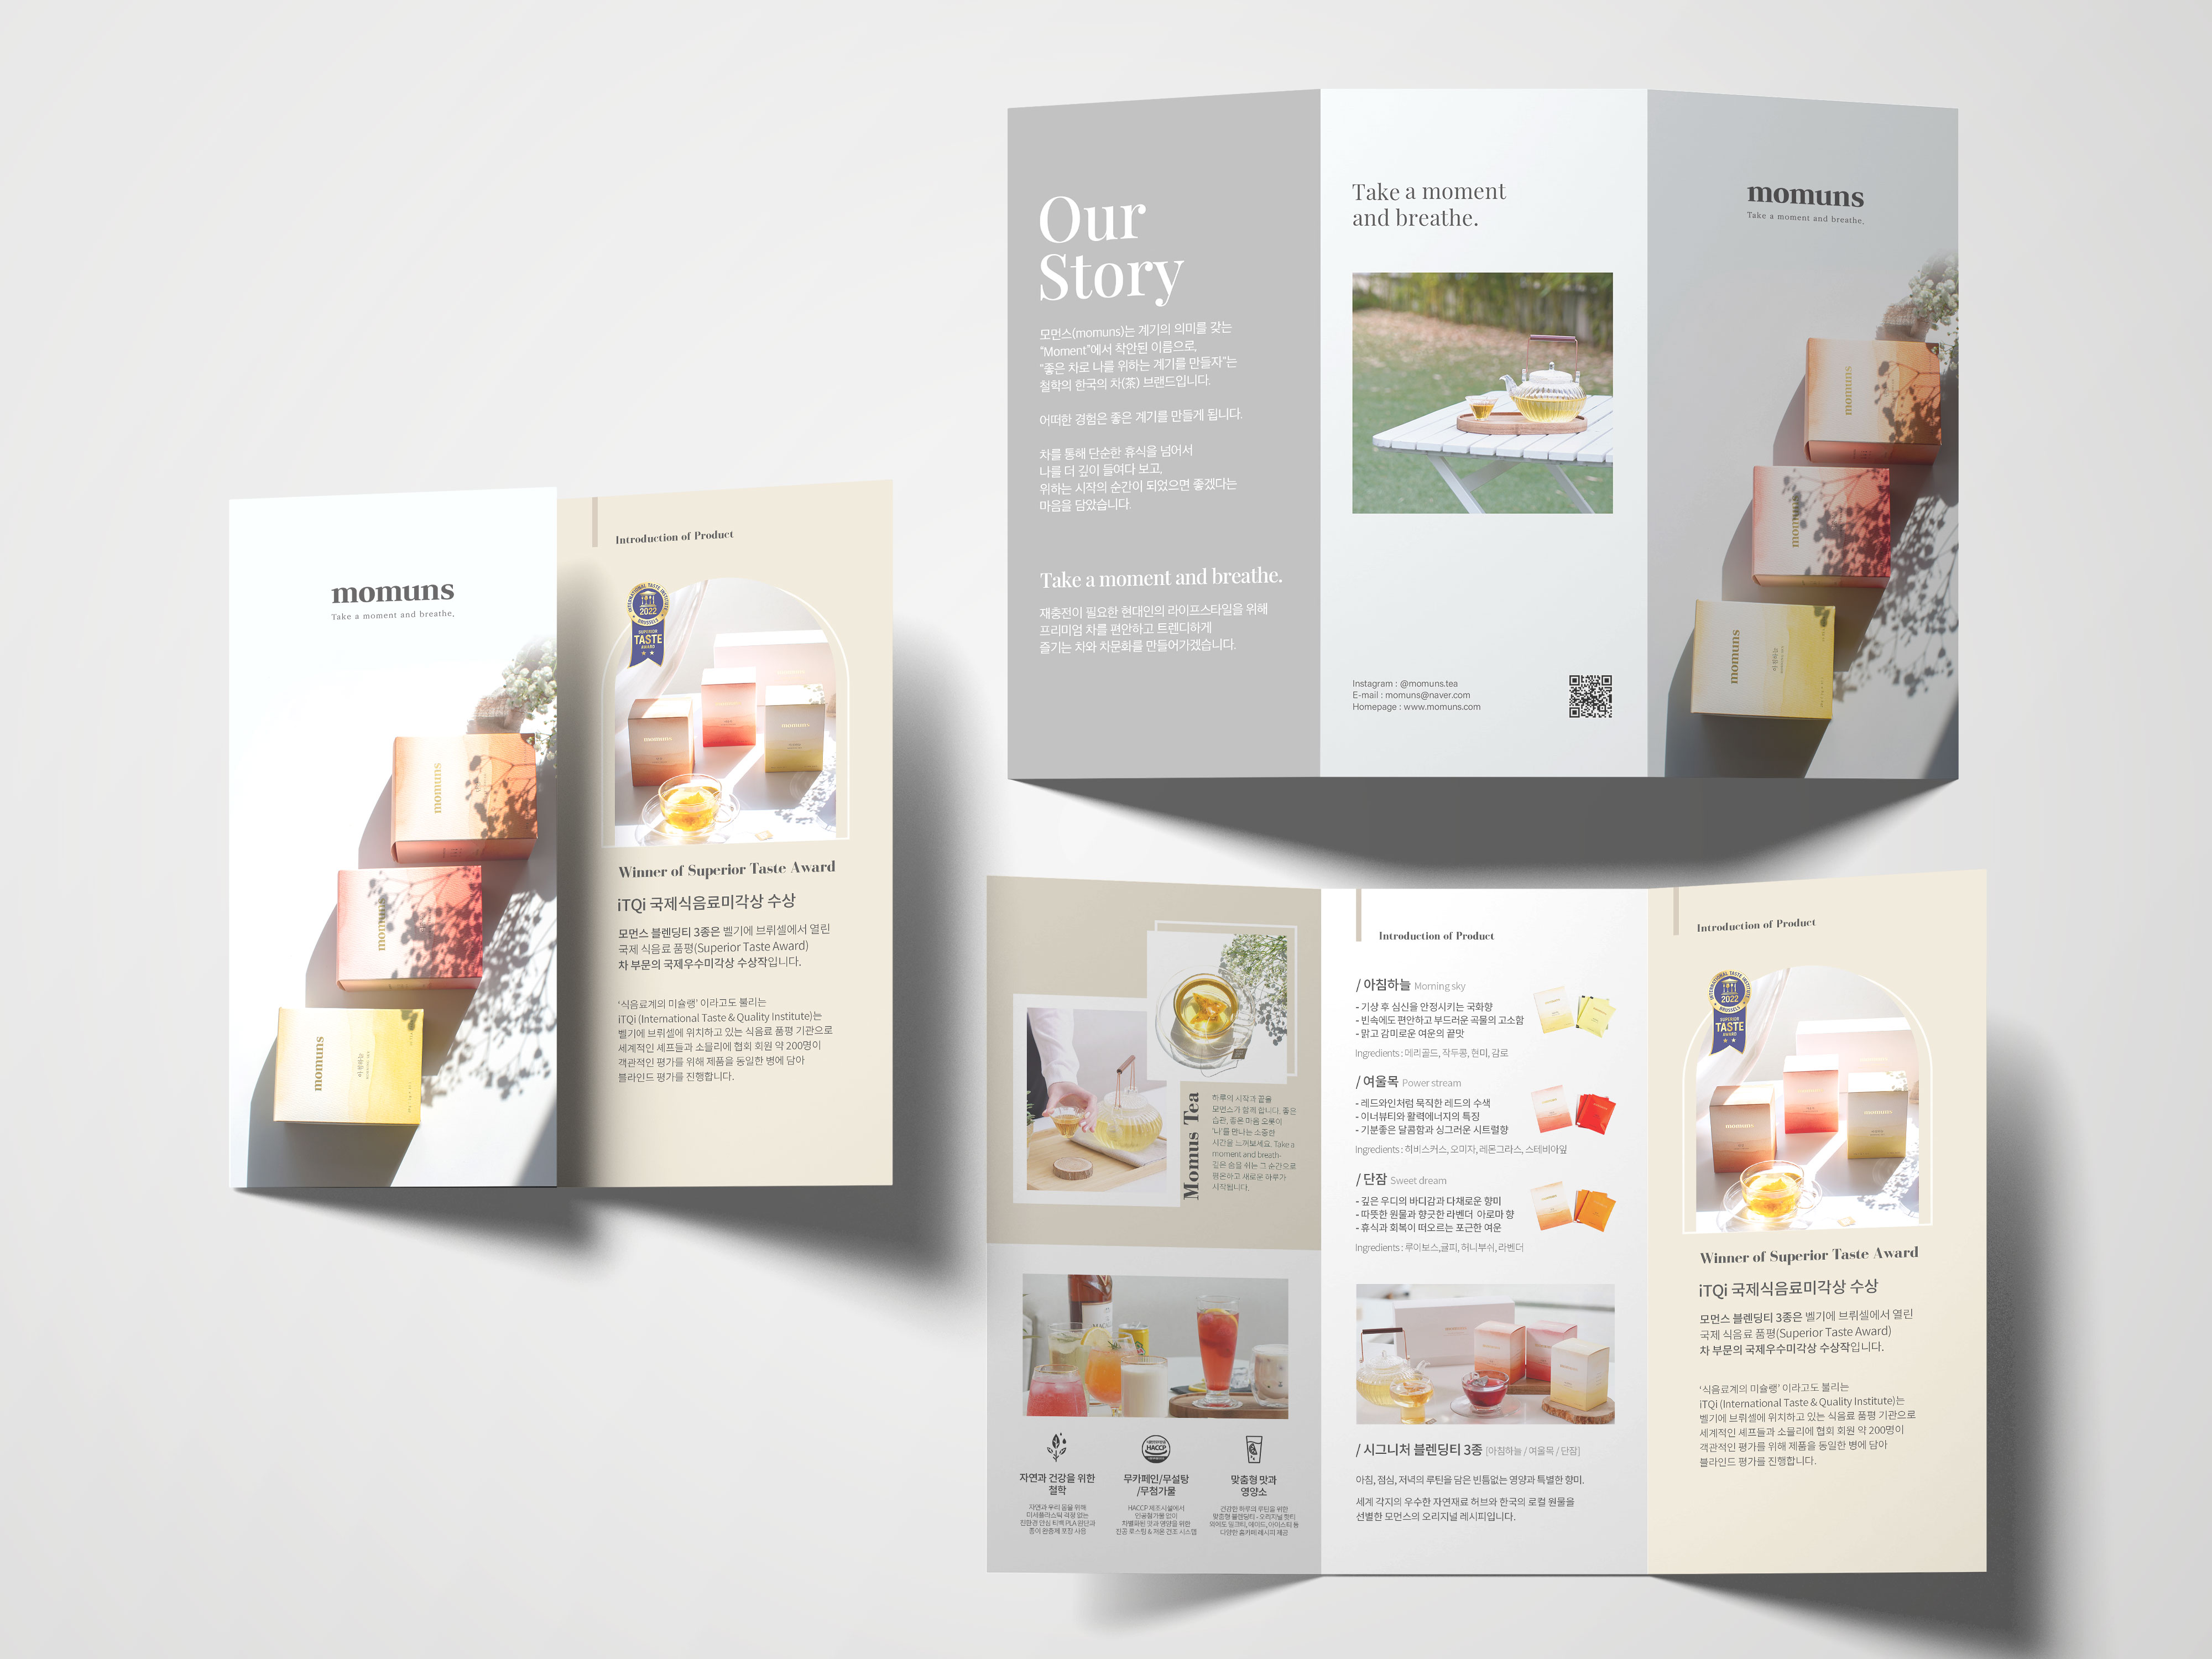 momuns
Take a moment and breathe.
momuns
momuns
momuns
아침하늘
Introduction of Product
INTERNATIONAL TASTE INSTITUTE
2022
BRUSSELS
SUPERIOR
TASTE
AWARD
momuns
momuns
Winner of Superior Taste Award
iTQi 국제식음료미각상 수상
모먼스 블렌딩티 3종은 벨기에 브뤼셀에서 열린
국제 식음료 품평(Superior Taste Award)
차 부문의 국제우수미각상 수상작입니다.
‘식음료계의 미슐랭’ 이라고도 불리는
iTQi (International Taste & Quality Institute)는
벨기에 브뤼셀에 위치하고 있는 식음료 품평 기관으로
세계적인 셰프들과 소믈리에 협회 회원 약 200명이
객관적인 평가를 위해 제품을 동일한 병에 담아
블라인드 평가를 진행합니다.
Our
Story
모먼스(momuns)는 계기의 의미를 갖는
“Moment”에서 착안된 이름으로,
“좋은 차로 나를 위하는 계기를 만들자”는
철학의 한국의 차(茶) 브랜드입니다.
어떠한 경험은 좋은 계기를 만들게 됩니다.
차를 통해 단순한 휴식을 넘어서
나를 더 깊이 들여다 보고,
위하는 시작의 순간이 되었으면 좋겠다는
마음을 담았습니다.
Take a moment and breathe.
재충전이 필요한 현대인의 라이프스타일을 위해
프리미엄 차를 편안하고 트렌디하게
즐기는 차와 차문화를 만들어가겠습니다.
Take a moment
and breathe.
Instagram : @momuns.tea
E-mail : momuns@naver.com
Homepage : www.momuns.com
momuns
Take a moment and breathe.
momuns
momuns
momuns
아침하늘
Momus Tea
하루의 시작과 끝을
모먼스가 함께 합니다. 좋은
습관, 좋은 마음 오롯이
‘나’를 만나는 소중한
시간을 느껴보세요. Take a
moment and breath-
깊은 숨을 쉬는 그 순간으로
평온하고 새로운 하루가
시작됩니다.
HACCP
자연과 건강을 위한
철학
자연과 우리 몸을 위해
미세플라스틱 걱정 없는
친환경 안심 티백 PLA 원단과
종이 완충제 포장 사용
무카페인/무설탕
/무첨가물
HACCP 제조시설에서
인공첨가물 없이
차별화된 맛과 영양을 위한
진공 로스팅 & 저온 건조 시스템
맞춤형 맛과
영양소
건강한 하루의 루틴을 위한
맞춤형 블렌딩티 - 오리지널 핫티
외에도 밀크티, 에이드, 아이스티 등
다양한 홈카페 레시피 제공
Introduction of Product
/ 아침하늘 Morning sky
- 기상 후 심신을 안정시키는 국화향
- 빈속에도 편안하고 부드러운 곡물의 고소함
- 맑고 감미로운 여운의 끝맛
Ingredients : 메리골드, 작두콩, 현미, 감로
/ 여울목 Power stream
- 레드와인처럼 묵직한 레드의 수색
- 이너뷰티와 활력에너지의 특징
- 기분좋은 달콤함과 싱그러운 시트럴향
Ingredients : 히비스커스, 오미자, 레몬그라스, 스테비아잎
/ 단잠 Sweet dream
- 깊은 우디의 바디감과 다채로운 향미
- 따뜻한 원물과 향긋한 라벤더 아로마 향
- 휴식과 회복이 떠오르는 포근한 여운
Ingredients : 루이보스,귤피, 허니부쉬, 라벤더
/ 시그니처 블렌딩티 3종 [아침하늘 / 여울목 / 단잠]
아침, 점심, 저녁의 루틴을 담은 빈틈없는 영양과 특별한 향미.
세계 각지의 우수한 자연재료 허브와 한국의 로컬 원물을
선별한 모먼스의 오리지널 레시피입니다.
Introduction of Product
INTERNATIONAL TASTE INSTITUTE
2022
BRUSSELS
SUPERIOR
TASTE
AWARD
Winner of Superior Taste Award
iTQi 국제식음료미각상 수상
모먼스 블렌딩티 3종은 벨기에 브뤼셀에서 열린
국제 식음료 품평(Superior Taste Award)
차 부문의 국제우수미각상 수상작입니다.
‘식음료계의 미슐랭’ 이라고도 불리는
iTQi (International Taste & Quality Institute)는
벨기에 브뤼셀에 위치하고 있는 식음료 품평 기관으로
세계적인 셰프들과 소믈리에 협회 회원 약 200명이
객관적인 평가를 위해 제품을 동일한 병에 담아
블라인드 평가를 진행합니다.